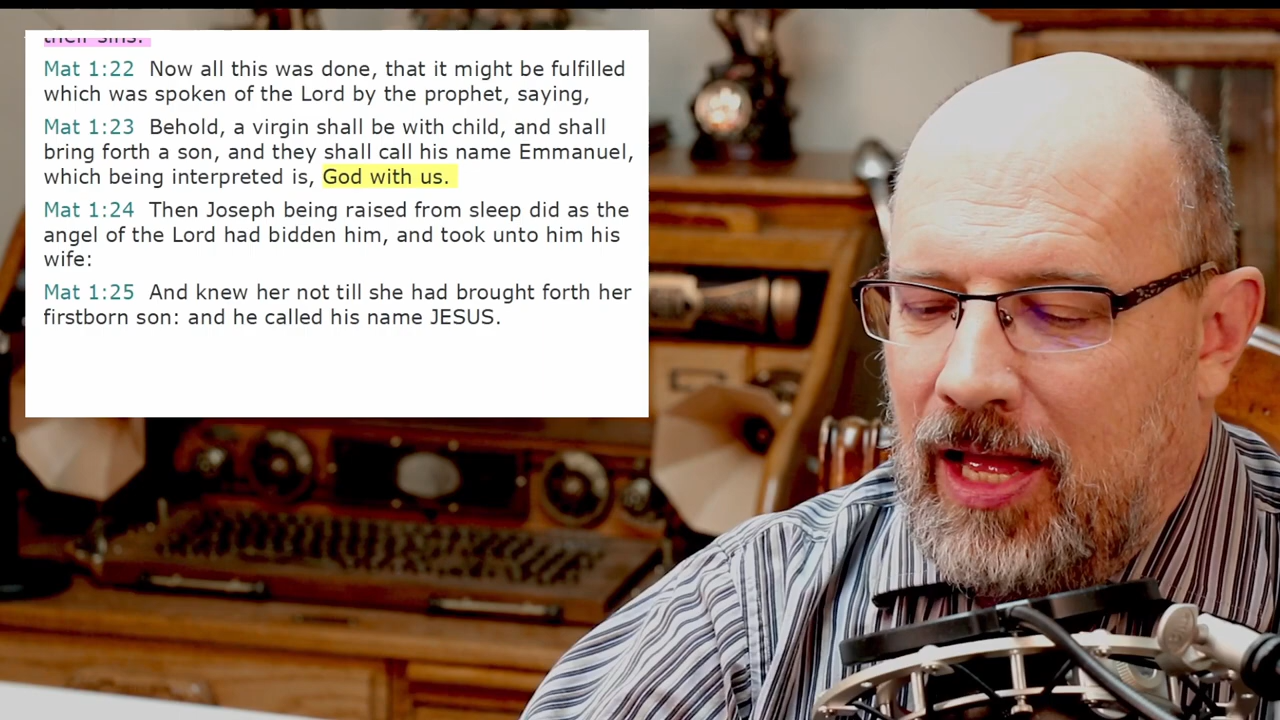 their sins.
Mat 1:22 Now all this was done, that it might be fulfilled
which was spoken of the Lord by the prophet, saying,
Mat 1:23 Behold, a virgin shall be with child, and shall
bring forth a son, and they shall call his name Emmanuel,
which being interpreted is, God with us.
Mat 1:24 Then Joseph being raised from sleep did as the
angel of the Lord had bidden him, and took unto him his
wife:
Mat 1:25 And knew her not till she had brought forth her
firstborn son: and he called his name JESUS.